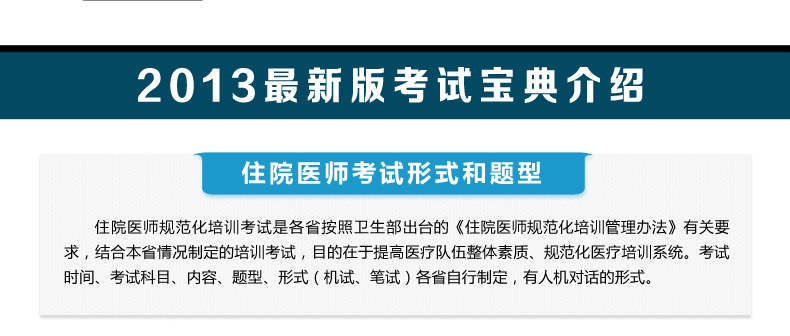 2013最新版考试宝典介绍
住院医师考试形式和题型
住院医师规范化培训考试是各省按照卫生部出台的《住院医师规范化培训管理办法》有关要
求，结合本省情况制定的培训考试，目的在于提高医疗队伍整体素质、规范化医疗培训系统。考试
时间、考试科目、内容、题型、形式（机试、笔试）各省自行制定，有人机对话的形式。